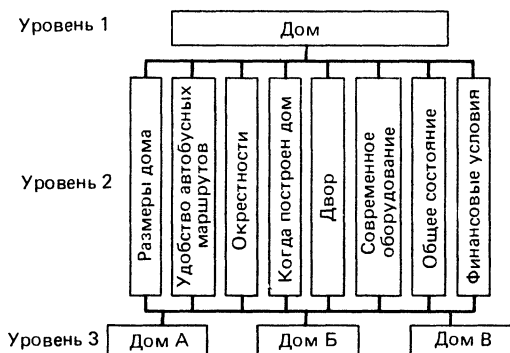 Уровень 1
Дом
Уровень 2
Размеры дома
Удобство автобусных
маршрутов
Окрестности
Когда построен дом
Двор
Современное
оборудование
Общее состояние
Финансовые условия
Уровень 3
Дом А
Дом Б
Дом В